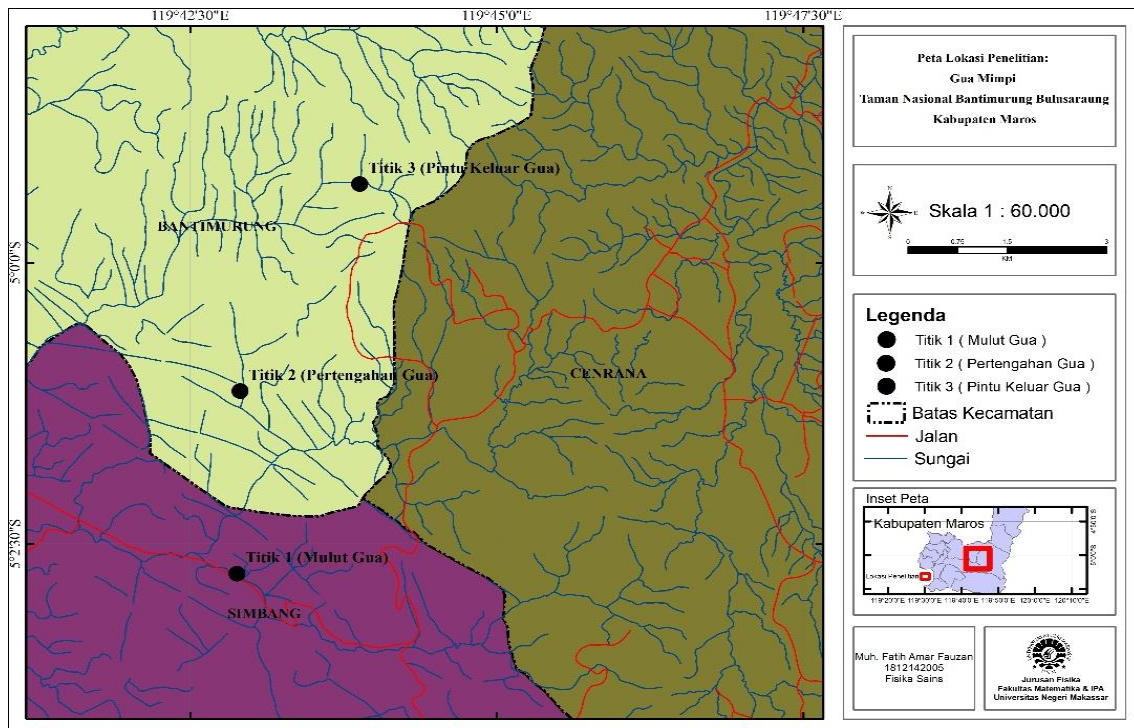 119°42'30"E
119°45'0"E
119°47'30"E
5°0'0"S
5°2'30"S
Titik 3 (Pintu Keluar Gua)
BANTIMURUNG
Titik 2 (Pertengahan Gua)
CENRANA
Titik 1 (Mulut Gua)
SIMBANG
Peta Lokasi Penelitian:
Gua Mimpi
Taman Nasional Bantimurung Bulusaraung
Kabupaten Maros
N
E
Skala 1 : 60.000
0 0.75 1.5 3
KM
Legenda
Titik 1 ( Mulut Gua )
Titik 2 ( Pertengahan Gua )
Titik 3 ( Pintu Keluar Gua )
Batas Kecamatan
Jalan
Sungai
Inset Peta
Kabupaten Maros
Lokasi Penelitian
Muh. Fatih Amar Fauzan
1812142005
Fisika Sains
Jurusan Fisika
Fakultas Matematika & IPA
Universitas Negeri Makassar